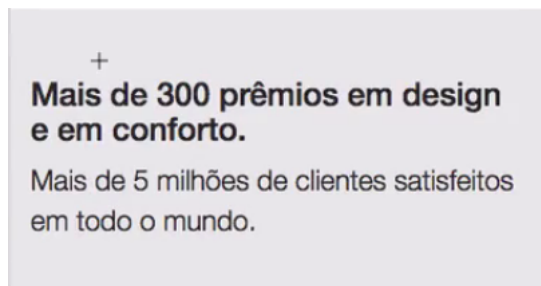 Mais de 300 prêmios em design
e em conforto.
Mais de 5 milhões de clientes satisfeitos
em todo o mundo.